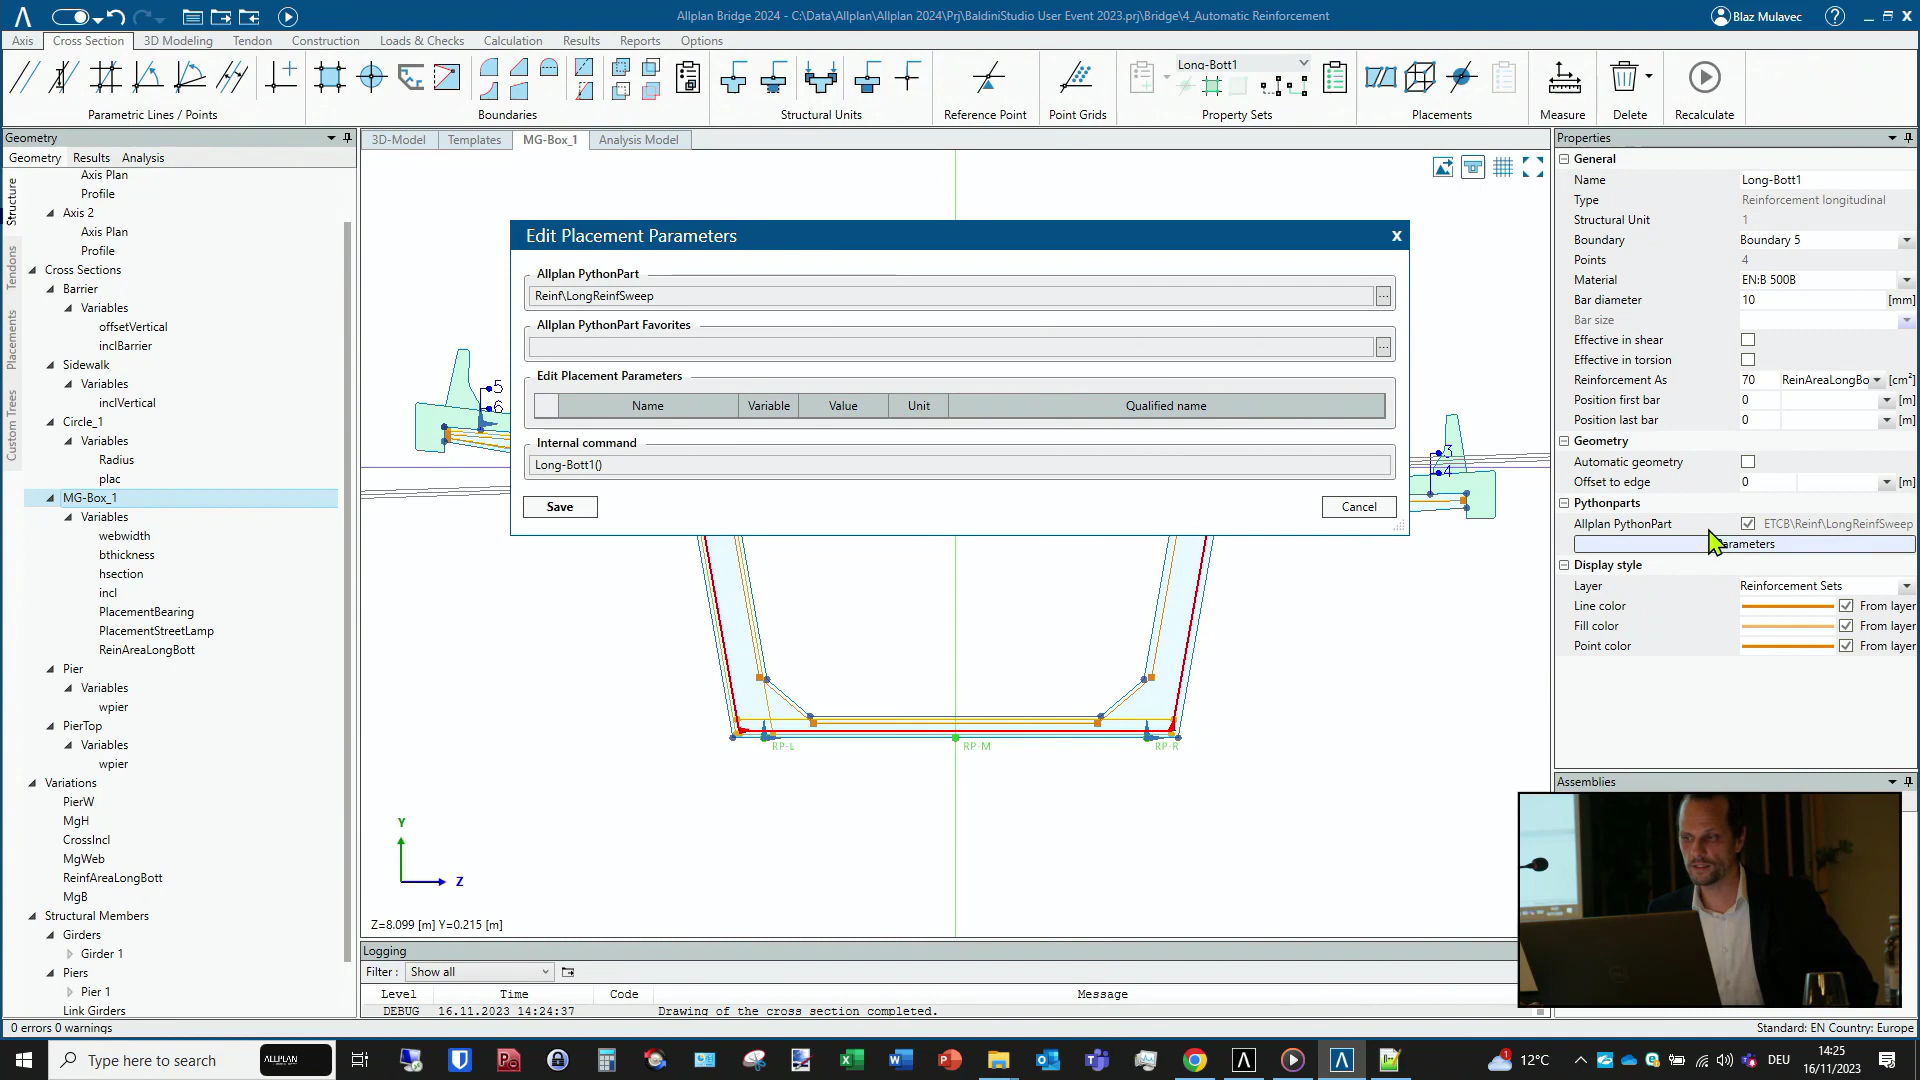 Allplan Bridge 2024 - C:\Data\Allplan\Allplan 2024\Prj\BaldiniStudio User Event 2023.prj\Bridge\4_Automatic Reinforcement
Blaz Mulavec
Axis Cross Section 3D Modeling Tendon Construction Loads & Checks Calculation Results Reports Options
Long-Bott1
Parametric Lines / Points Boundaries Structural Units Reference Point Point Grids Property Sets Placements Measure Delete Recalculate
Geometry
Geometry Results Analysis
Structure
Tendons
Placements
Custom Trees
Axis Plan
Profile
Axis 2
Axis Plan
Profile
Cross Sections
Barrier
Variables
offsetVertical
inclBarrier
Sidewalk
Variables
inclVertical
Circle_1
Variables
Radius
plac
MG-Box_1
Variables
webwidth
bthickness
hsection
incl
PlacementBearing
PlacementStreetLamp
ReinAreaLongBott
Pier
Variables
wpier
PierTop
Variables
wpier
Variations
PierW
MgH
CrossIncl
MgWeb
ReinfAreaLongBott
MgB
Structural Members
Girders
Girder 1
Piers
Pier 1
Link Girders
3D-Model Templates MG-Box_1 Analysis Model
Edit Placement Parameters X
Allplan PythonPart
Reinf\LongReinfSweep ...
Allplan PythonPart Favorites
...
Edit Placement Parameters
Name Variable Value Unit Qualified name
Internal command
Long-Bott1()
Save Cancel
5
6
3
4
RP-L RP-M RP-R
Y
Z
Z=8.099 [m] Y=0.215 [m]
Logging
Filter : Show all
Level Time Code Message
DEBUG 16.11.2023 14:24:37 Drawing of the cross section completed.
Properties
General
Name Long-Bott1
Type Reinforcement longitudinal
Structural Unit 1
Boundary Boundary 5
Points 4
Material EN:B 500B
Bar diameter 10 [mm]
Bar size
Effective in shear
Effective in torsion
Reinforcement As 70 ReinAreaLongBo [cm²]
Position first bar 0 [m]
Position last bar 0 [m]
Geometry
Automatic geometry
Offset to edge 0 [m]
Pythonparts
Allplan PythonPart ETCB\Reinf\LongReinfSweep
arameters
Display style
Layer Reinforcement Sets
Line color From layer
Fill color From layer
Point color From layer
Assemblies
0 errors 0 warnings Standard: EN Country: Europe
Type here to search
ALLPLAN
12°C
DEU
14:25
16/11/2023